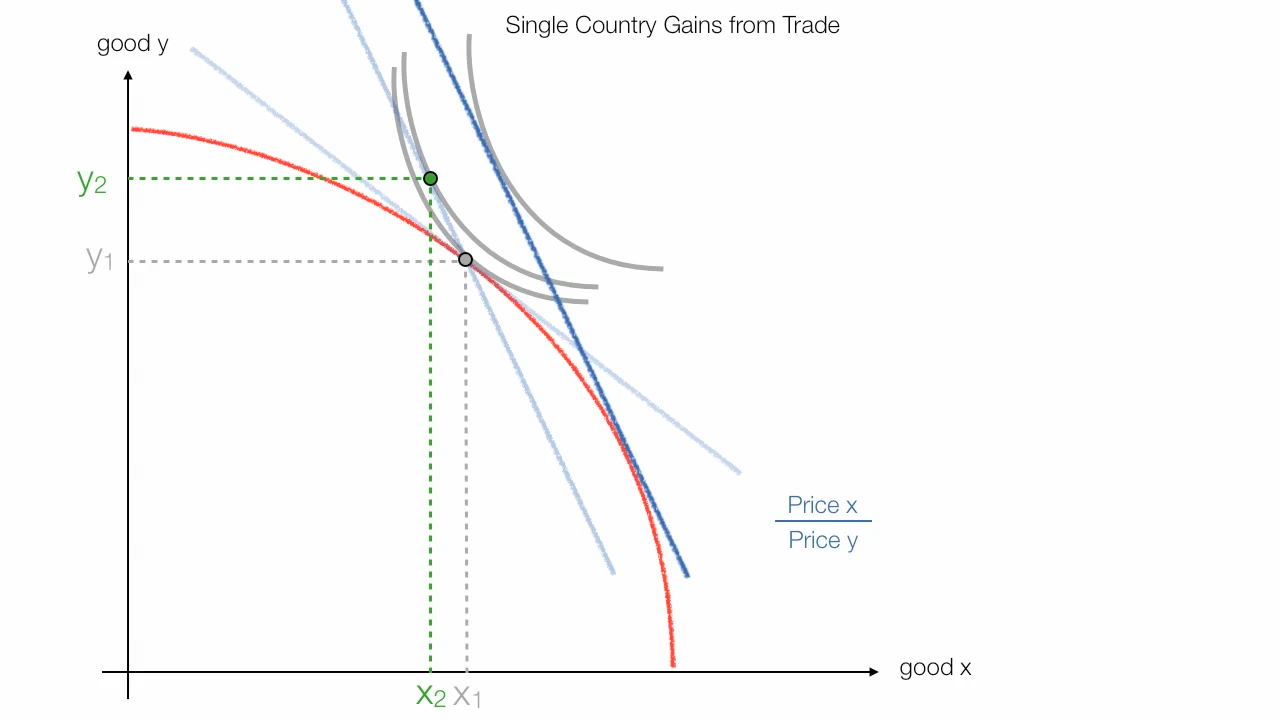 Single Country Gains from Trade
good y
y2
y1
Price x
Price y
good x
x2 x1